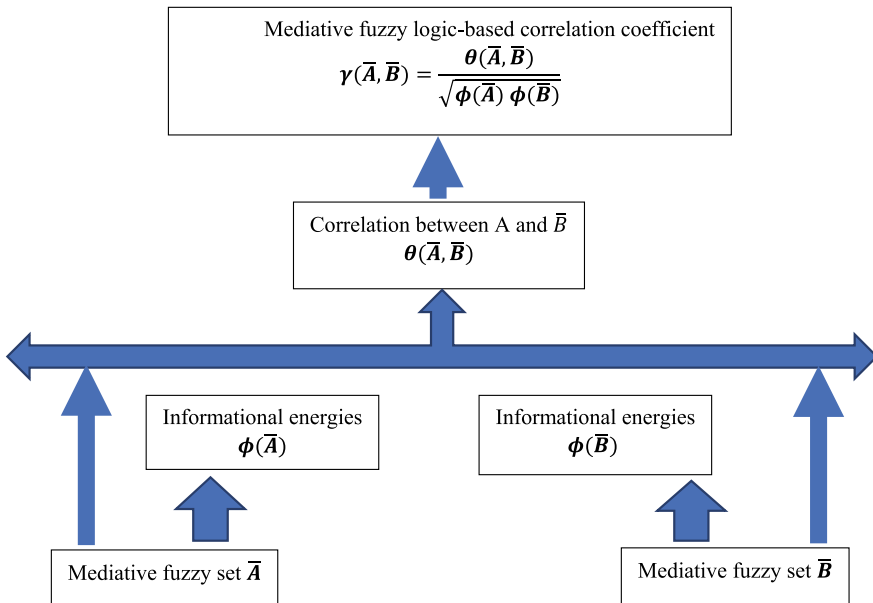 Mediative fuzzy logic-based correlation coefficient
γ(A̅, B̅) = θ(A̅, B̅) / √(ϕ(A̅) ϕ(B̅))
Correlation between A and B̅
θ(A̅, B̅)
Informational energies
ϕ(A̅)
Informational energies
ϕ(B̅)
Mediative fuzzy set A̅
Mediative fuzzy set B̅